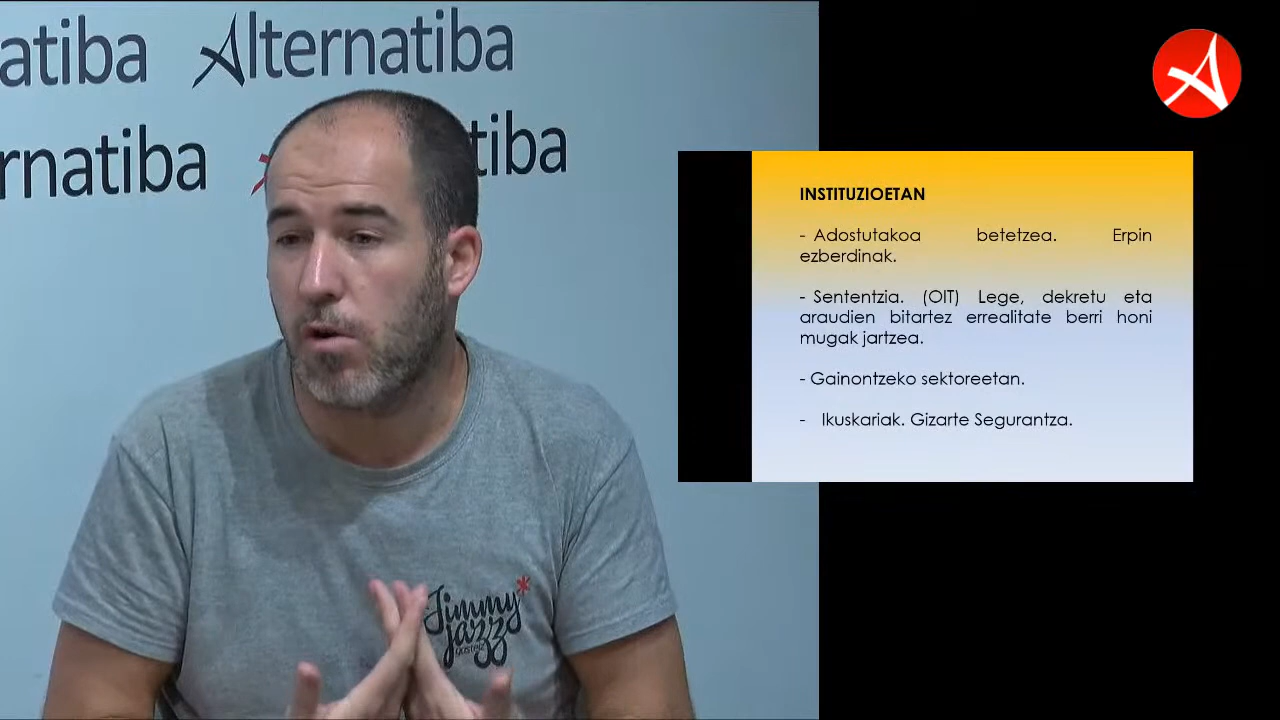 atiba Alternatiba
rnatiba tiba
INSTITUZIOETAN
- Adostutakoa betetzea. Erpin
ezberdinak.
- Sententzia. (OIT) Lege, dekretu eta
araudien bitartez errealitate berri honi
mugak jartzea.
- Gainontzeko sektoreetan.
- Ikuskariak. Gizarte Segurantza.
Jimmy
jazz
gasteiz